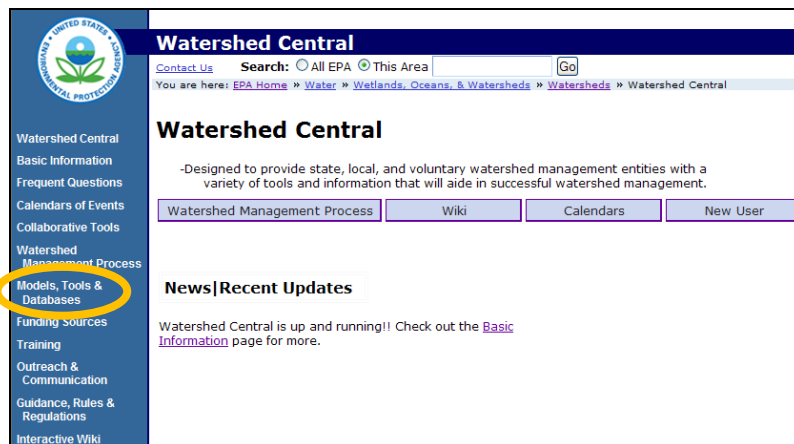 UNITED STATES
ENVIRONMENTAL PROTECTION AGENCY
Watershed Central
Contact Us Search: All EPA This Area Go
You are here: EPA Home » Water » Wetlands, Oceans, & Watersheds » Watersheds » Watershed Central
Watershed Central
Basic Information
Frequent Questions
Calendars of Events
Collaborative Tools
Watershed
Management Process
Models, Tools &
Databases
Funding Sources
Training
Outreach &
Communication
Guidance, Rules &
Regulations
Interactive Wiki
Watershed Central
-Designed to provide state, local, and voluntary watershed management entities with a
variety of tools and information that will aide in successful watershed management.
Watershed Management Process Wiki Calendars New User
News|Recent Updates
Watershed Central is up and running!! Check out the Basic
Information page for more.